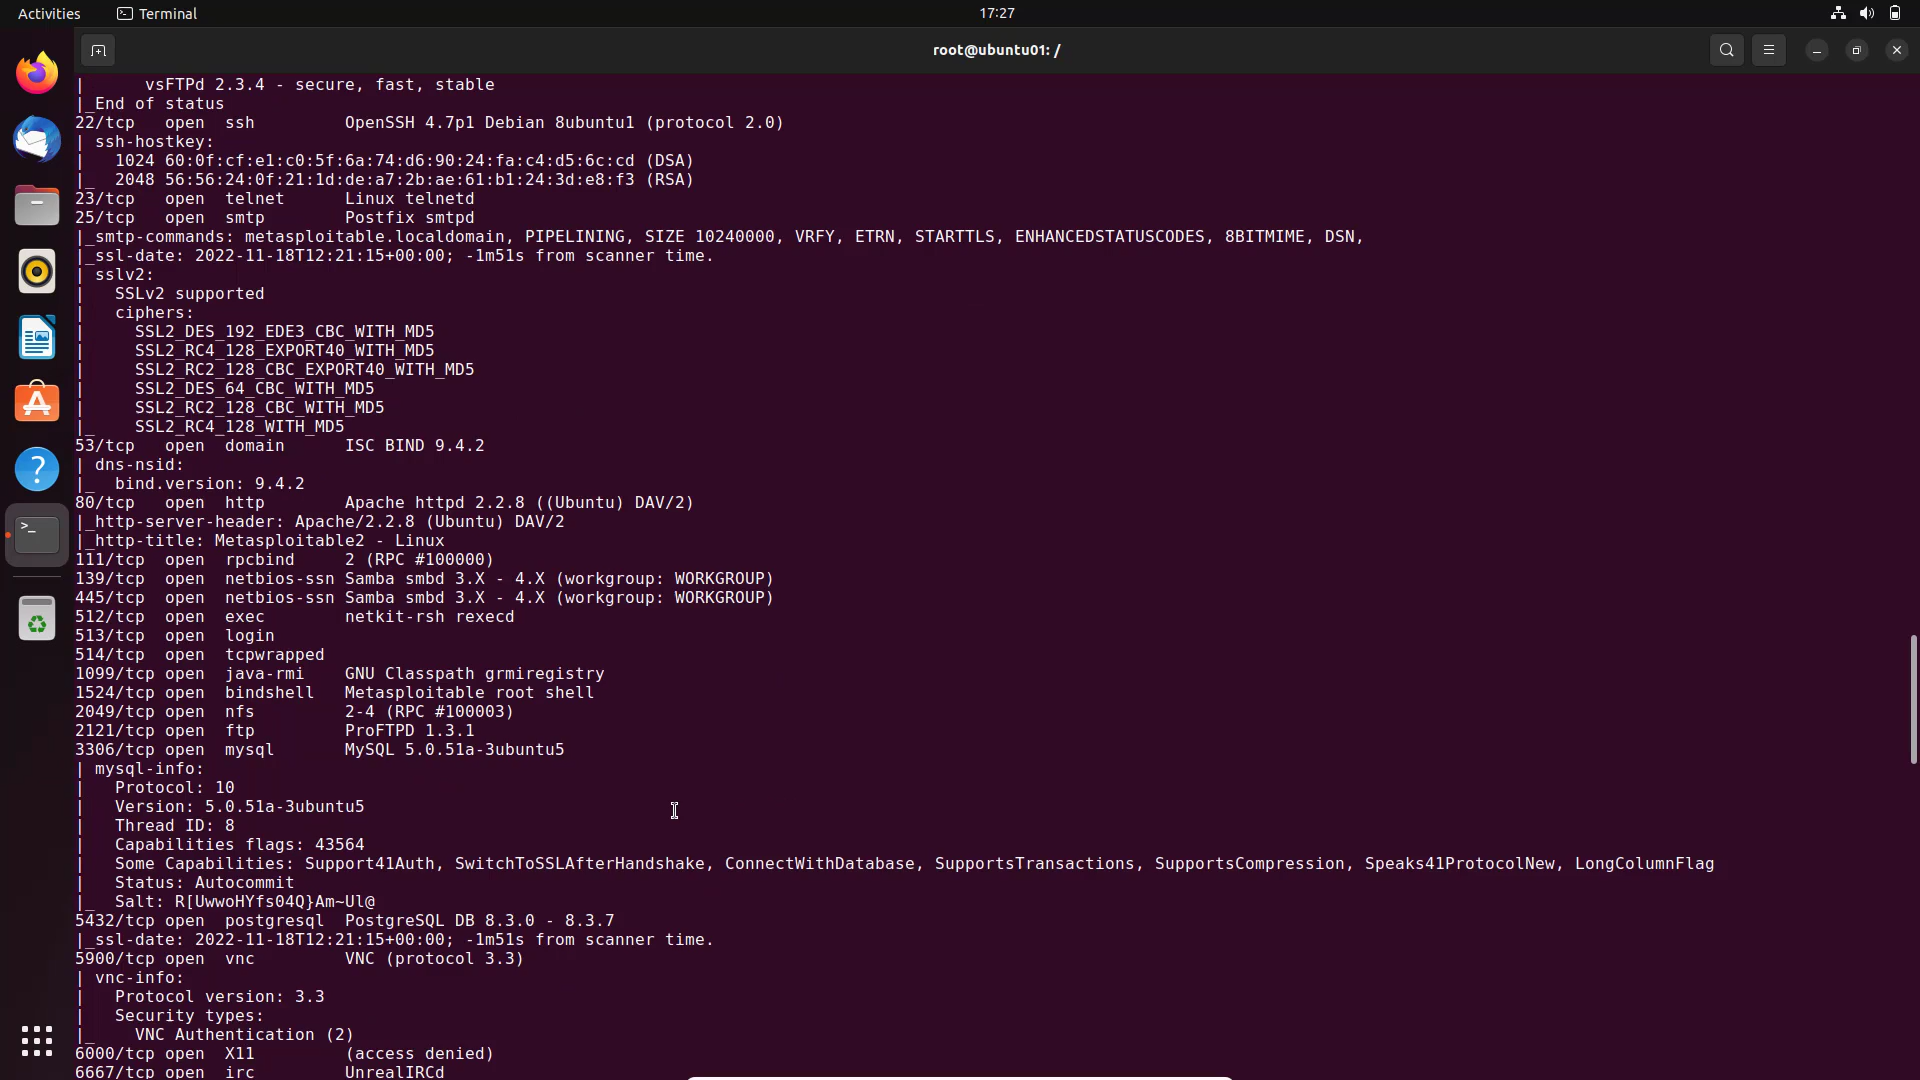 Activities
Terminal
17:27
root@ubuntu01: /
|      vsFTPd 2.3.4 - secure, fast, stable
|_End of status
22/tcp   open  ssh         OpenSSH 4.7p1 Debian 8ubuntu1 (protocol 2.0)
| ssh-hostkey:
|   1024 60:0f:cf:e1:c0:5f:6a:74:d6:90:24:fa:c4:d5:6c:cd (DSA)
|_  2048 56:56:24:0f:21:1d:de:a7:2b:ae:61:b1:24:3d:e8:f3 (RSA)
23/tcp   open  telnet      Linux telnetd
25/tcp   open  smtp        Postfix smtpd
|_smtp-commands: metasploitable.localdomain, PIPELINING, SIZE 10240000, VRFY, ETRN, STARTTLS, ENHANCEDSTATUSCODES, 8BITMIME, DSN,
|_ssl-date: 2022-11-18T12:21:15+00:00; -1m51s from scanner time.
| sslv2:
|   SSLv2 supported
|   ciphers:
|     SSL2_DES_192_EDE3_CBC_WITH_MD5
|     SSL2_RC4_128_EXPORT40_WITH_MD5
|     SSL2_RC2_128_CBC_EXPORT40_WITH_MD5
|     SSL2_DES_64_CBC_WITH_MD5
|     SSL2_RC2_128_CBC_WITH_MD5
|_    SSL2_RC4_128_WITH_MD5
53/tcp   open  domain      ISC BIND 9.4.2
| dns-nsid:
|_  bind.version: 9.4.2
80/tcp   open  http        Apache httpd 2.2.8 ((Ubuntu) DAV/2)
|_http-server-header: Apache/2.2.8 (Ubuntu) DAV/2
|_http-title: Metasploitable2 - Linux
111/tcp  open  rpcbind     2 (RPC #100000)
139/tcp  open  netbios-ssn Samba smbd 3.X - 4.X (workgroup: WORKGROUP)
445/tcp  open  netbios-ssn Samba smbd 3.X - 4.X (workgroup: WORKGROUP)
512/tcp  open  exec        netkit-rsh rexecd
513/tcp  open  login
514/tcp  open  tcpwrapped
1099/tcp open  java-rmi    GNU Classpath grmiregistry
1524/tcp open  bindshell   Metasploitable root shell
2049/tcp open  nfs         2-4 (RPC #100003)
2121/tcp open  ftp         ProFTPD 1.3.1
3306/tcp open  mysql       MySQL 5.0.51a-3ubuntu5
| mysql-info:
|   Protocol: 10
|   Version: 5.0.51a-3ubuntu5
|   Thread ID: 8
|   Capabilities flags: 43564
|   Some Capabilities: Support41Auth, SwitchToSSLAfterHandshake, ConnectWithDatabase, SupportsTransactions, SupportsCompression, Speaks41ProtocolNew, LongColumnFlag
|   Status: Autocommit
|_  Salt: R[UwwoHYfs04Q}Am~Ul@
5432/tcp open  postgresql  PostgreSQL DB 8.3.0 - 8.3.7
|_ssl-date: 2022-11-18T12:21:15+00:00; -1m51s from scanner time.
5900/tcp open  vnc         VNC (protocol 3.3)
| vnc-info:
|   Protocol version: 3.3
|   Security types:
|_    VNC Authentication (2)
6000/tcp open  X11         (access denied)
6667/tcp open  irc         UnrealIRCd